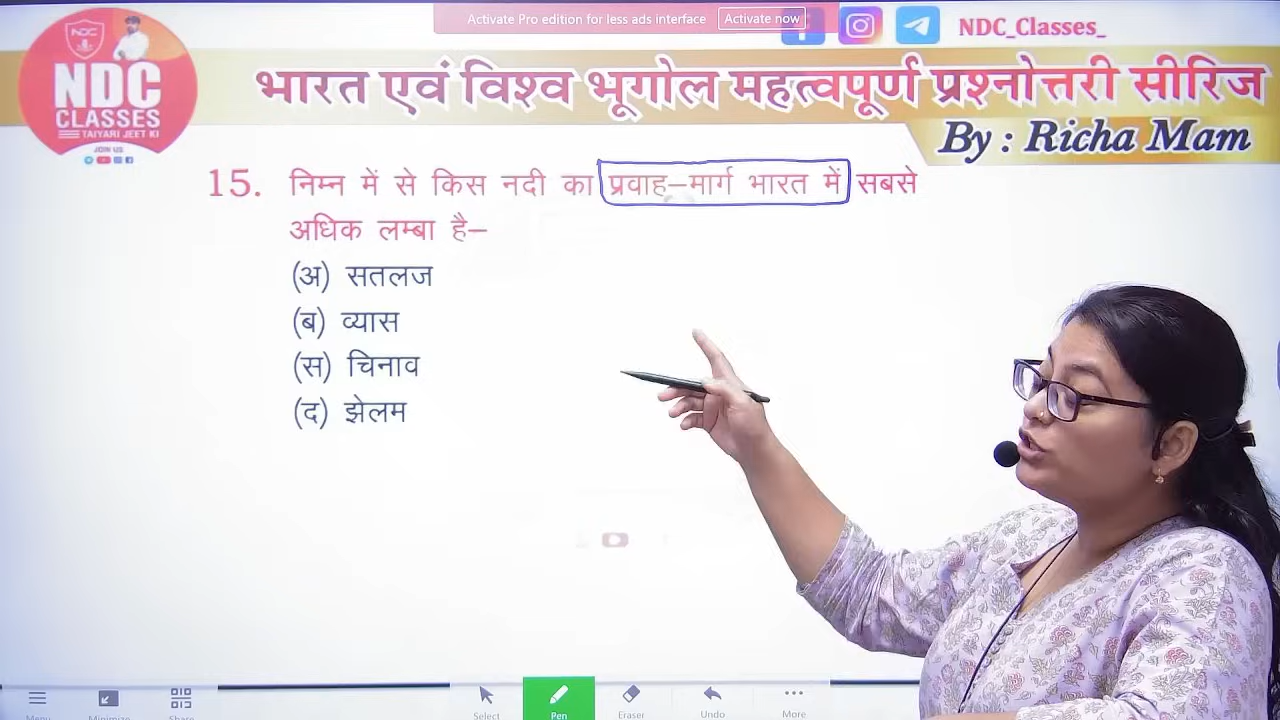 Activate Pro edition for less ads interface Activate now
NDC_Classes_
NDC
NDC
CLASSES
TAIYARI JEET KI
JOIN US
भारत एवं विश्व भूगोल महत्वपूर्ण प्रश्नोत्तरी सीरिज
By : Richa Mam
15. निम्न में से किस नदी का प्रवाह–मार्ग भारत में सबसे
अधिक लम्बा है–
(अ) सतलज
(ब) व्यास
(स) चिनाव
(द) झेलम
Menu Minimize Share Select Pen Eraser Undo More